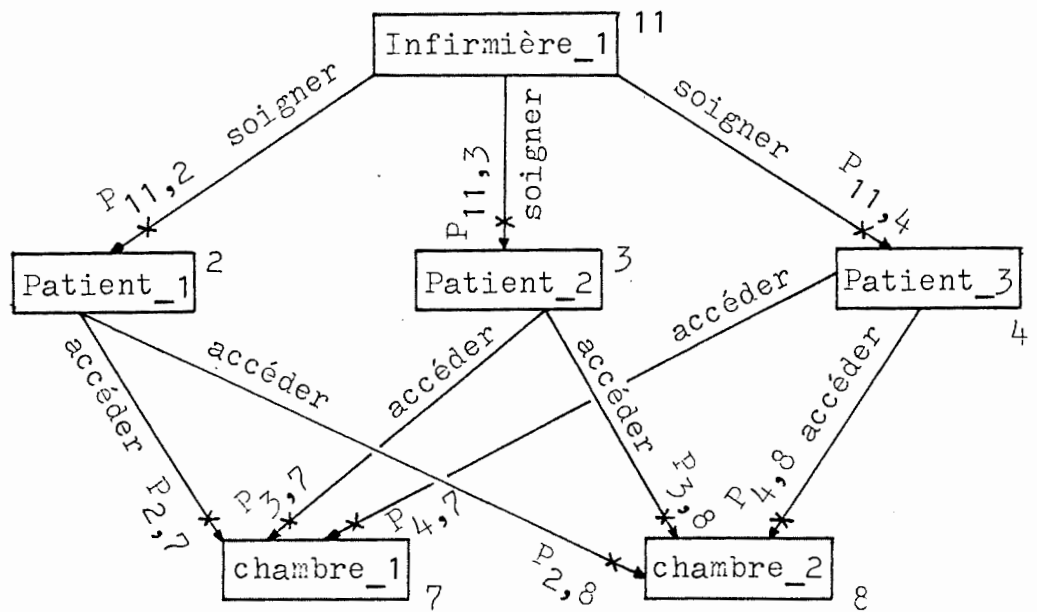 Infirmière_1 11
soigner
soigner
soigner
P11,2
P11,3
P11,4
Patient_1 2
Patient_2 3
Patient_3 4
accéder
accéder
accéder
accéder
accéder
accéder
P2,7
P3,7
P4,7
P2,8
P3,8
P4,8
chambre_1 7
chambre_2 8